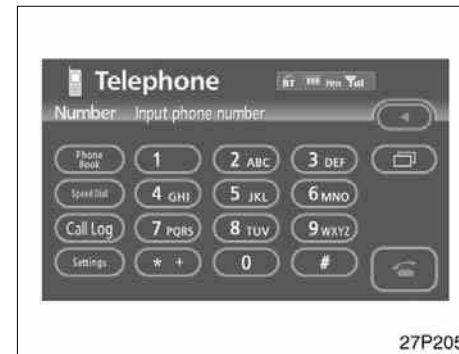 Telephone
BT
Number Input phone number
Phone Book 1 2 ABC 3 DEF
Speed Dial 4 GHI 5 JKL 6 MNO
Call Log 7 PQRS 8 TUV 9 WXYZ
Settings * + 0 #
27P205